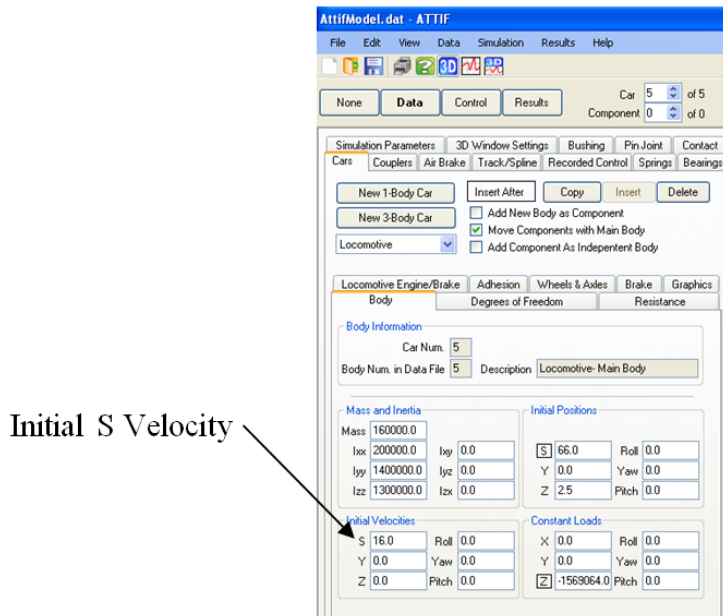 AttifModel.dat - ATTIF
File Edit View Data Simulation Results Help
3D 3D
None Data Control Results Car 5 of 5
Component 0 of 0
Simulation Parameters 3D Window Settings Bushing Pin Joint Contact
Cars Couplers Air Brake Track/Spline Recorded Control Springs Bearings
New 1-Body Car Insert After Copy Insert Delete
New 3-Body Car Add New Body as Component
Move Components with Main Body
Locomotive Add Component As Indepentent Body
Locomotive Engine/Brake Adhesion Wheels & Axles Brake Graphics
Body Degrees of Freedom Resistance
Body Information
Car Num. 5
Body Num. in Data File 5 Description Locomotive- Main Body
Initial S Velocity
Mass and Inertia Initial Positions
Mass 160000.0
Ixx 200000.0 Ixy 0.0 S 66.0 Roll 0.0
Iyy 1400000.0 Iyz 0.0 Y 0.0 Yaw 0.0
Izz 1300000.0 Izx 0.0 Z 2.5 Pitch 0.0
Initial Velocities Constant Loads
S 16.0 Roll 0.0 X 0.0 Roll 0.0
Y 0.0 Yaw 0.0 Y 0.0 Yaw 0.0
Z 0.0 Pitch 0.0 Z -1569064.0 Pitch 0.0